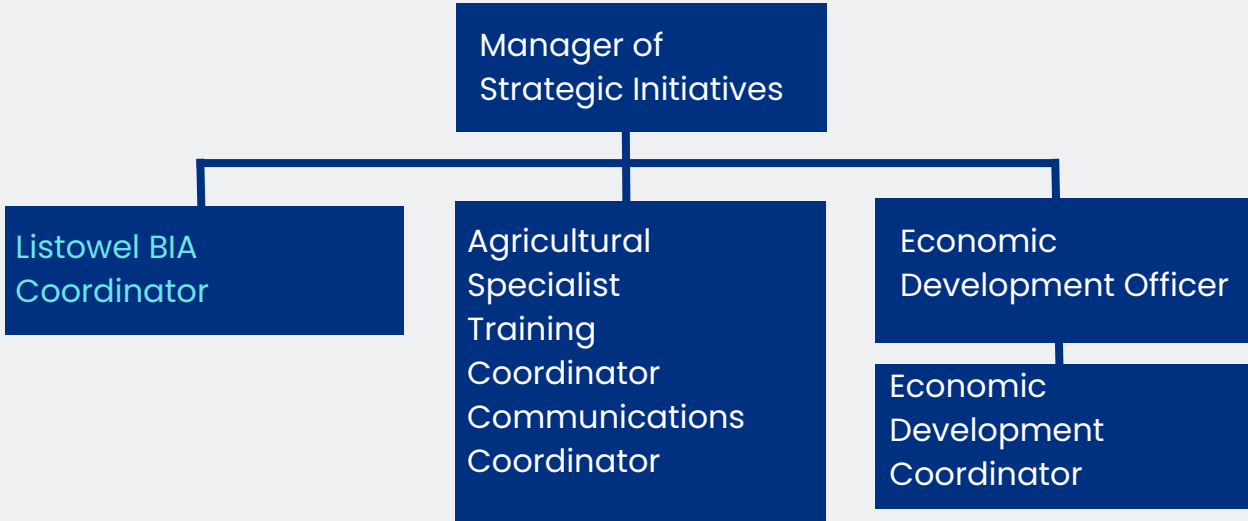 Manager of
Strategic Initiatives
Listowel BIA
Coordinator
Agricultural
Specialist
Training
Coordinator
Communications
Coordinator
Economic
Development Officer
Economic
Development
Coordinator